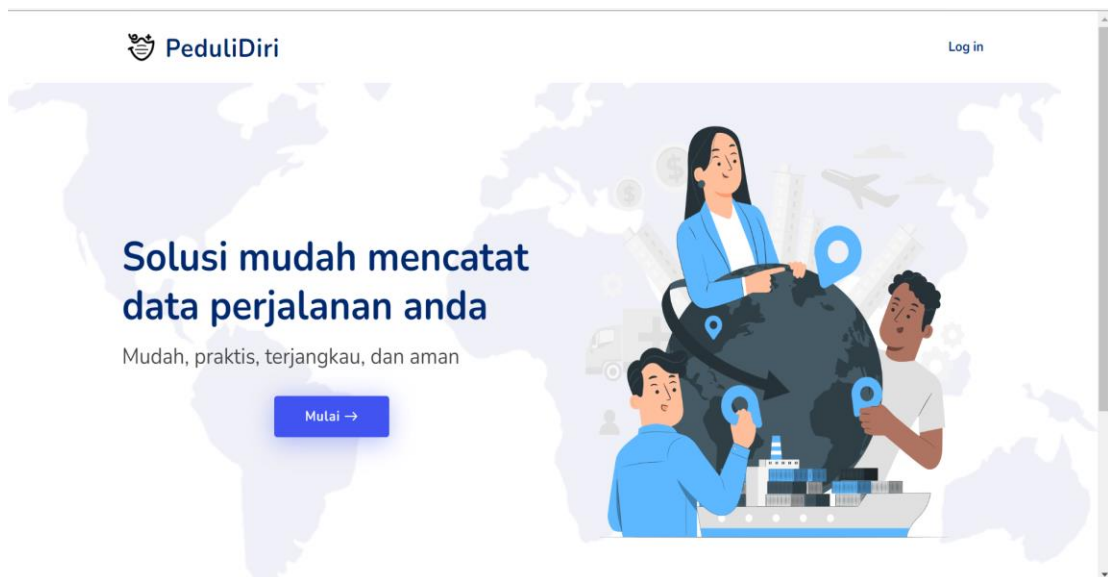 PeduliDiri
Log in
Solusi mudah mencatat
data perjalanan anda
Mudah, praktis, terjangkau, dan aman
Mulai →